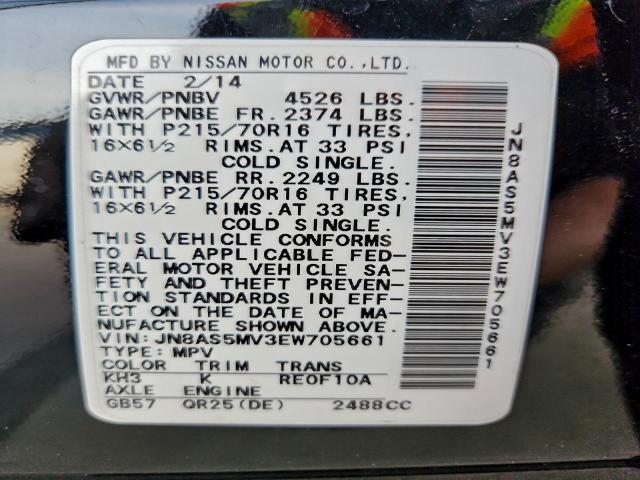 MFD BY NISSAN MOTOR CO.,LTD.
DATE 2/14
GVWR/PNBV 4526 LBS.
GAWR/PNBE FR. 2374 LBS.
WITH P215/70R16 TIRES,
16X6½ RIMS.AT 33 PSI
COLD SINGLE.
GAWR/PNBE RR. 2249 LBS.
WITH P215/70R16 TIRES,
16X6½ RIMS.AT 33 PSI
COLD SINGLE.
THIS VEHICLE CONFORMS
TO ALL APPLICABLE FED-
ERAL MOTOR VEHICLE SA-
FETY AND THEFT PREVEN-
TION STANDARDS IN EFF-
ECT ON THE DATE OF MA-
NUFACTURE SHOWN ABOVE.
VIN: JN8AS5MV3EW705661
TYPE: MPV
COLOR TRIM TRANS
KH3 K RE0F10A
AXLE ENGINE
GB57 QR25(DE) 2488CC
JN8AS5MV3EW705661